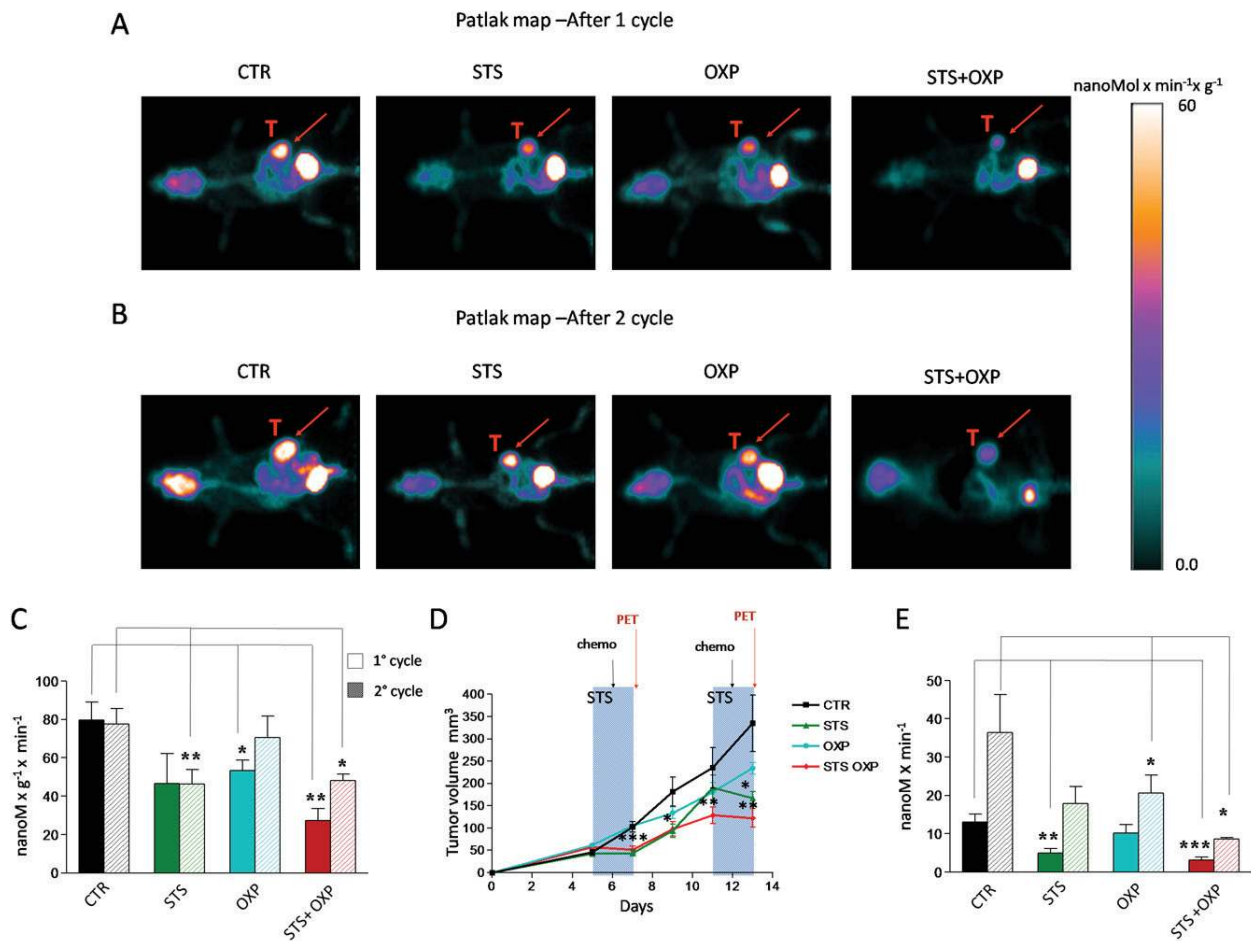 A
Patlak map –After 1 cycle
CTR
STS
OXP
STS+OXP
nanoMol x min⁻¹x g⁻¹
60
T
T
T
T
B
Patlak map –After 2 cycle
CTR
STS
OXP
STS+OXP
T
T
T
T
0.0
C
1° cycle
2° cycle
nanoM x g⁻¹ x min⁻¹
100
80
60
40
20
0
**
*
**
*
CTR
STS
OXP
STS+ OXP
D
PET
PET
chemo
chemo
STS
STS
Tumor volume mm³
400
350
300
250
200
150
100
50
0
***
*
**
*
**
0
2
4
6
8
10
12
14
Days
CTR
STS
OXP
STS OXP
E
nanoM X min⁻¹
50
40
30
20
10
0
**
*
***
*
CTR
STS
OXP
STS+OXP